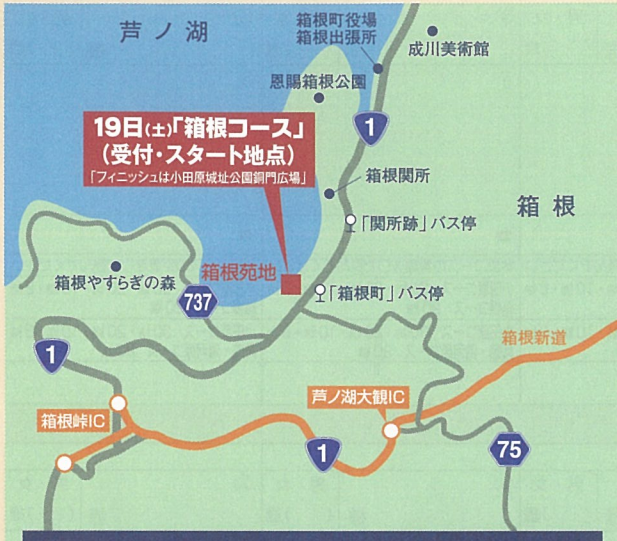 芦ノ湖
箱根町役場
箱根出張所
成川美術館
恩賜箱根公園
19日(土)「箱根コース」
(受付・スタート地点)
「フィニッシュは小田原城址公園銅門広場」
1
箱根関所
箱根
「関所跡」バス停
箱根苑地
箱根やすらぎの森
737
「箱根町」バス停
箱根新道
1
芦ノ湖大観IC
箱根峠IC
1
75